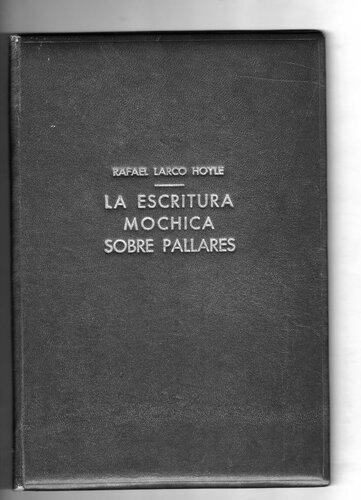 RAFAEL LARCO HOYLE
LA ESCRITURA
MOCHICA
SOBRE PALLARES